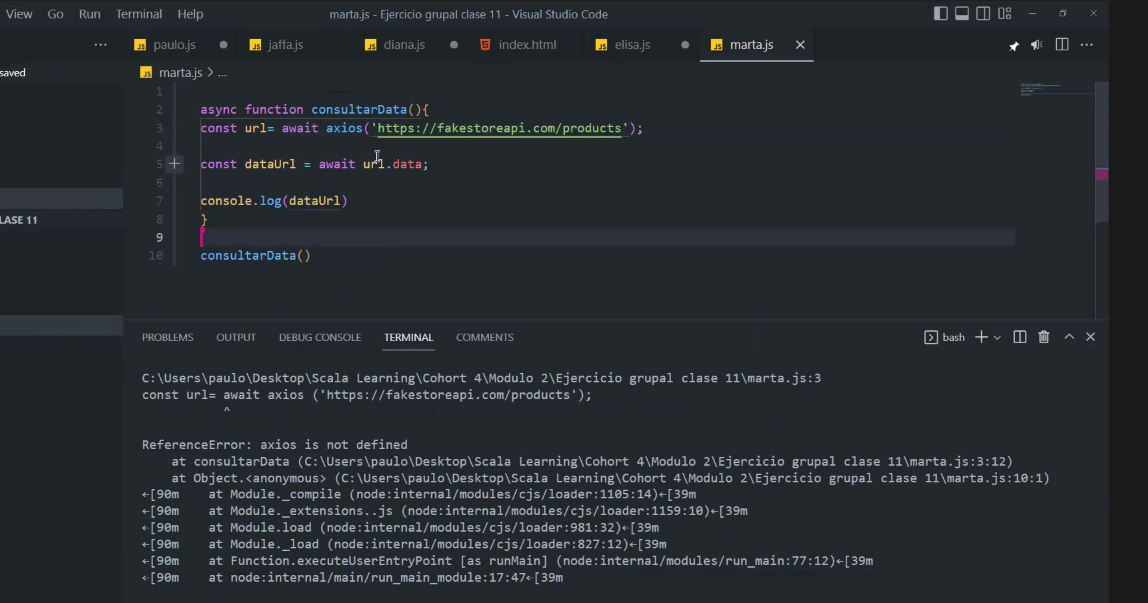 View Go Run Terminal Help marta.js - Ejercicio grupal clase 11 - Visual Studio Code
JS paulo.js JS jaffa.js JS diana.js index.html JS elisa.js JS marta.js
saved
JS marta.js > ...
1
2 async function consultarData(){
3 const url= await axios('https://fakestoreapi.com/products');
4
5 const dataUrl = await url.data;
6
7 console.log(dataUrl)
8 }
LASE 11
9
10 consultarData()
PROBLEMS OUTPUT DEBUG CONSOLE TERMINAL COMMENTS bash
C:\Users\paulo\Desktop\Scala Learning\Cohort 4\Modulo 2\Ejercicio grupal clase 11\marta.js:3
const url= await axios ('https://fakestoreapi.com/products');
^
ReferenceError: axios is not defined
at consultarData (C:\Users\paulo\Desktop\Scala Learning\Cohort 4\Modulo 2\Ejercicio grupal clase 11\marta.js:3:12)
at Object.<anonymous> (C:\Users\paulo\Desktop\Scala Learning\Cohort 4\Modulo 2\Ejercicio grupal clase 11\marta.js:10:1)
←[90m at Module._compile (node:internal/modules/cjs/loader:1105:14)←[39m
←[90m at Module._extensions..js (node:internal/modules/cjs/loader:1159:10)←[39m
←[90m at Module.load (node:internal/modules/cjs/loader:981:32)←[39m
←[90m at Module._load (node:internal/modules/cjs/loader:827:12)←[39m
←[90m at Function.executeUserEntryPoint [as runMain] (node:internal/modules/run_main:77:12)←[39m
←[90m at node:internal/main/run_main_module:17:47←[39m